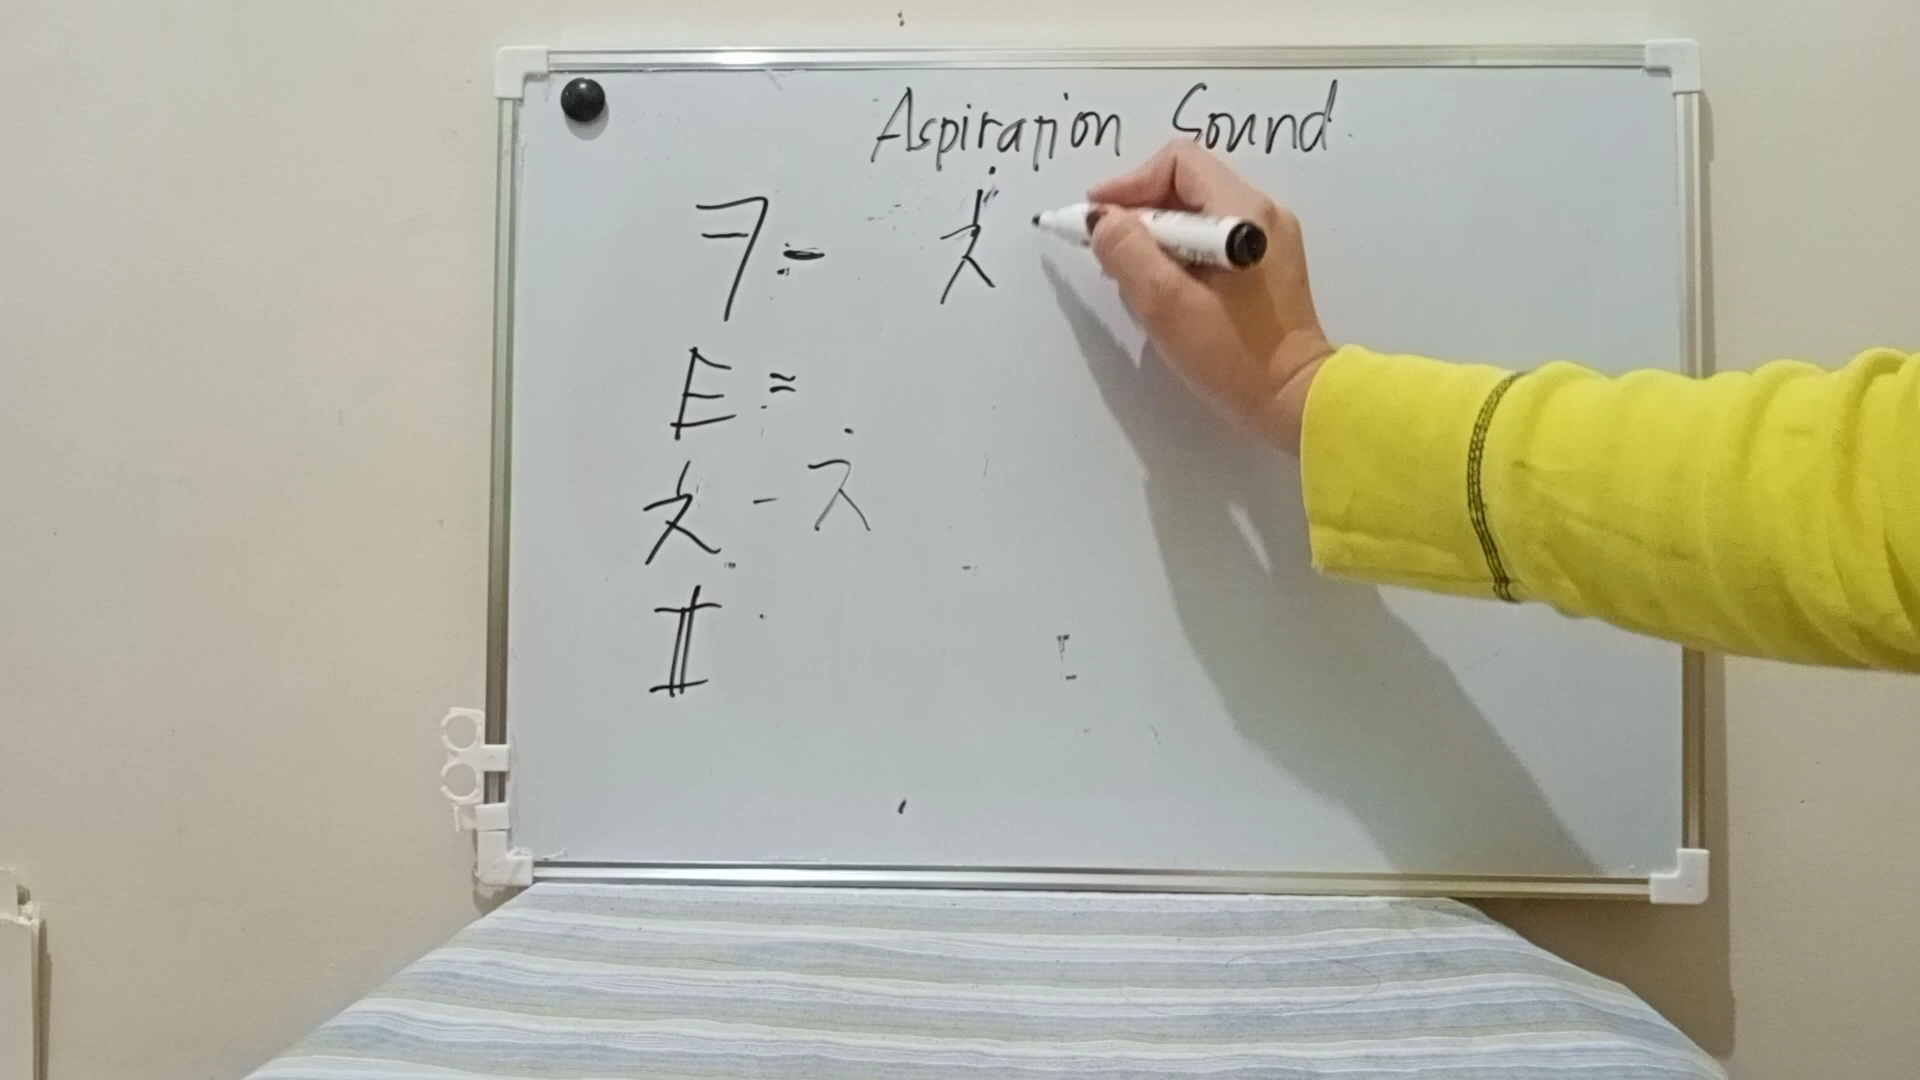 Aspiration Sound
ㅋ = ㅊ
ㅌ =
ㅊ - ㅈ
ㅍ